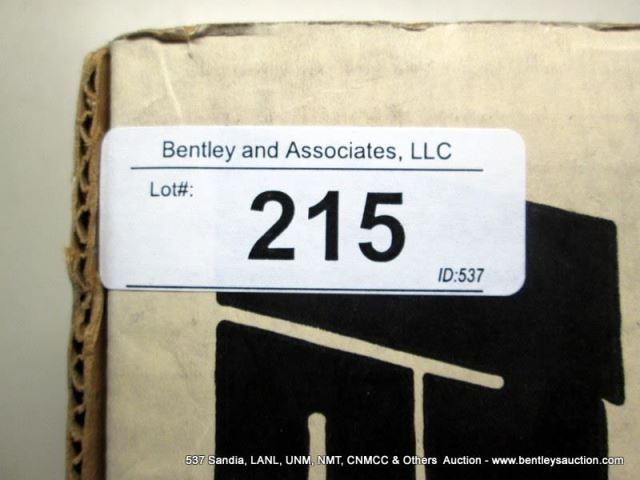 Bentley and Associates, LLC
Lot#:
215
ID:537
537 Sandia, LANL, UNM, NMT, CNMCC & Others Auction - www.bentleysauction.com